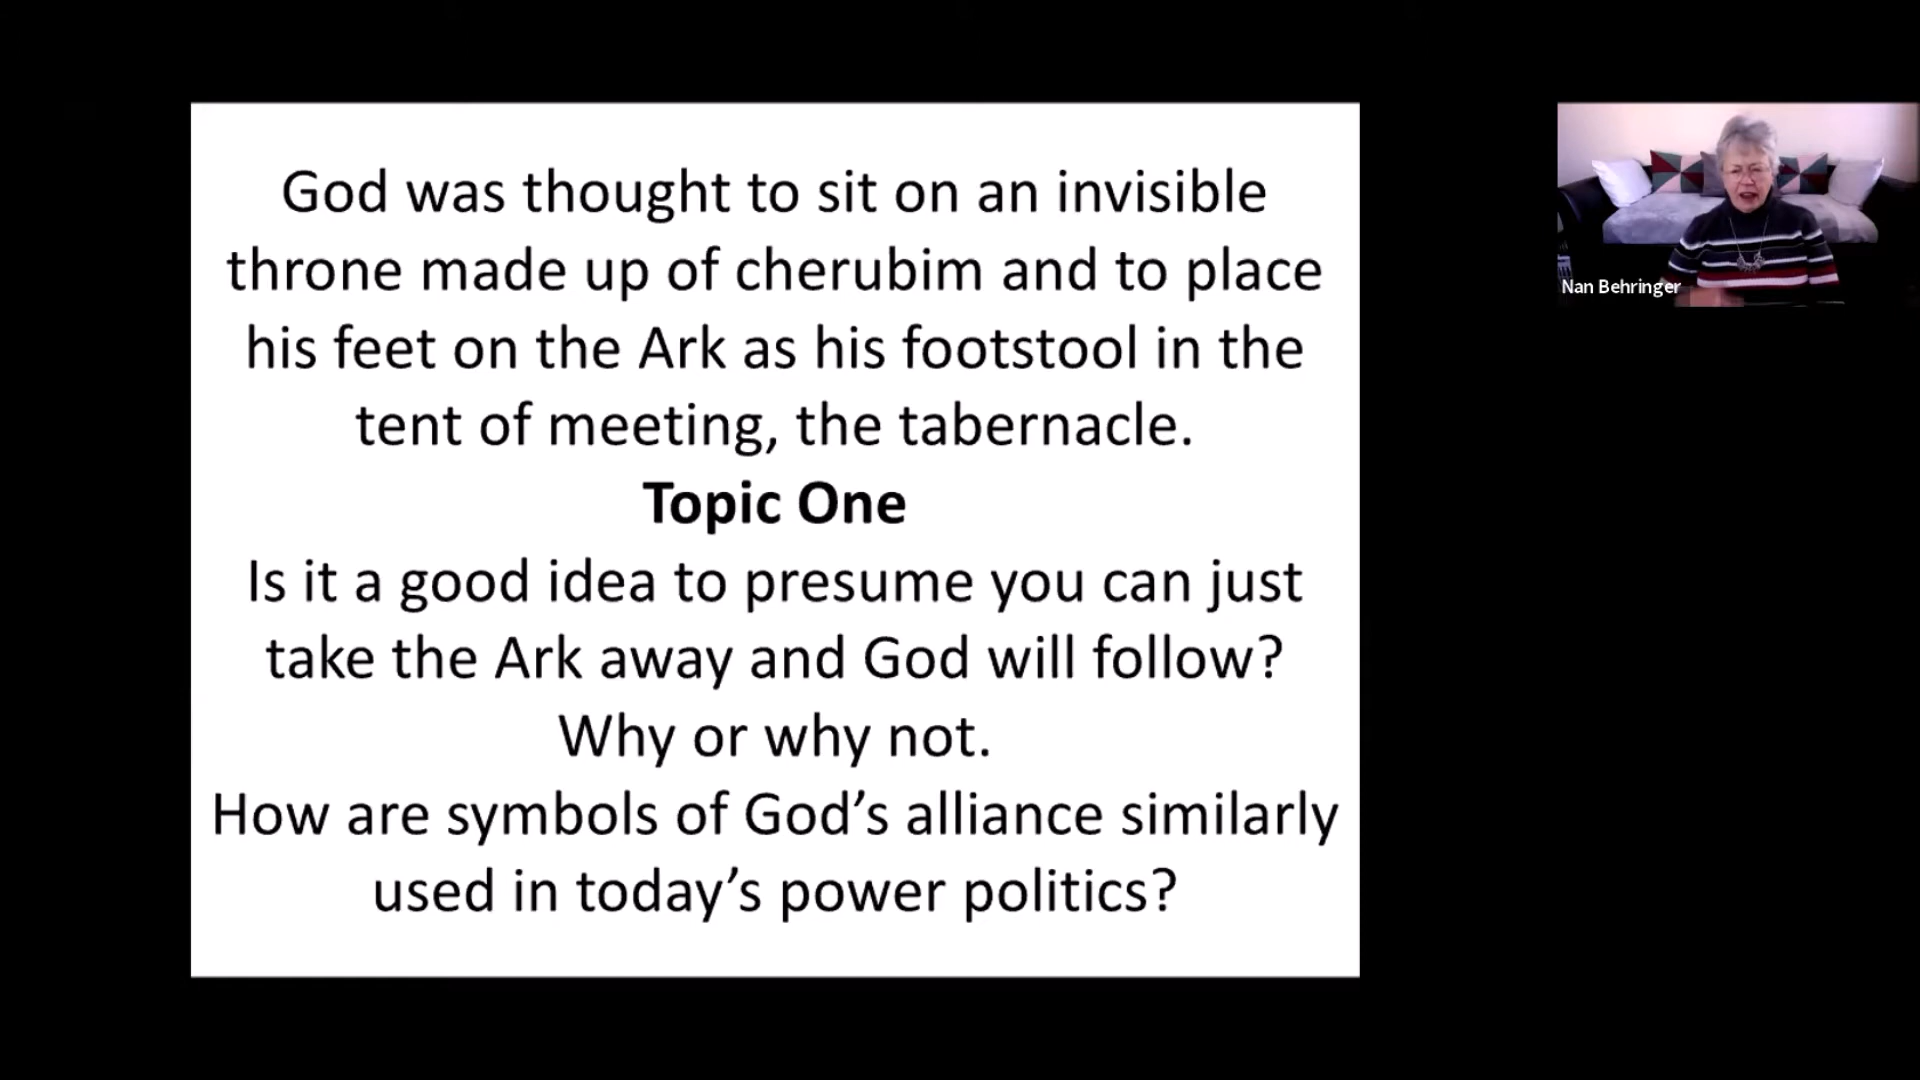 God was thought to sit on an invisible
throne made up of cherubim and to place
his feet on the Ark as his footstool in the
tent of meeting, the tabernacle.
Topic One
Is it a good idea to presume you can just
take the Ark away and God will follow?
Why or why not.
How are symbols of God’s alliance similarly
used in today’s power politics?
Nan Behringer